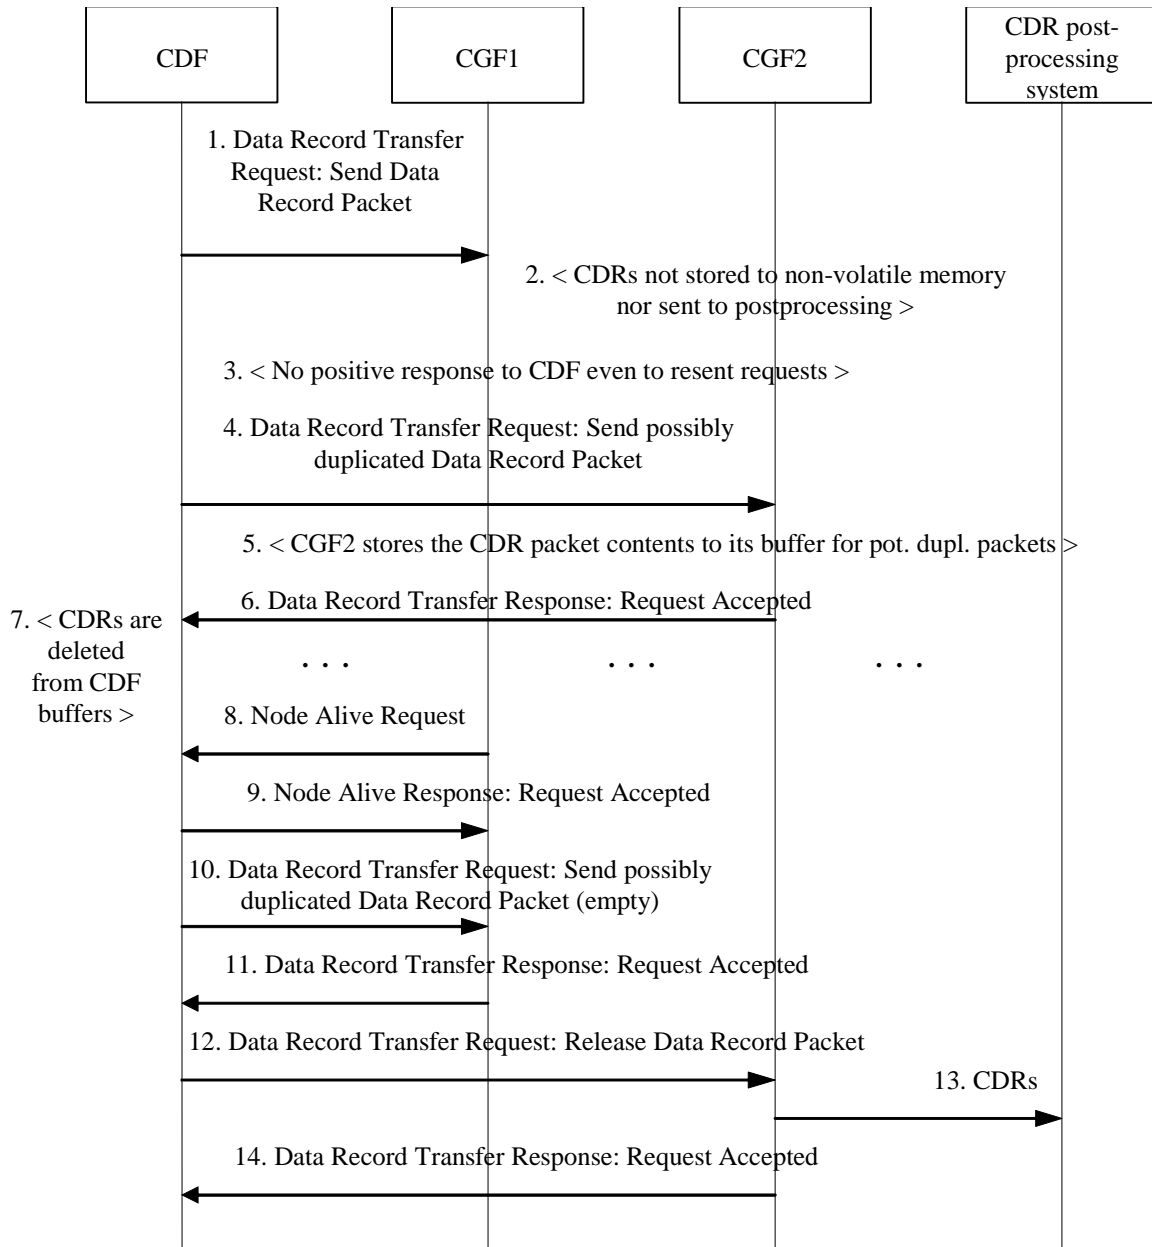 CDF
CGF1
CGF2
CDR post-
processing
system
1. Data Record Transfer
Request: Send Data
Record Packet
2. < CDRs not stored to non-volatile memory
nor sent to postprocessing >
3. < No positive response to CDF even to resent requests >
4. Data Record Transfer Request: Send possibly
duplicated Data Record Packet
5. < CGF2 stores the CDR packet contents to its buffer for pot. dupl. packets >
6. Data Record Transfer Response: Request Accepted
7. < CDRs are
deleted
from CDF
buffers >
. . .
. . .
. . .
8. Node Alive Request
9. Node Alive Response: Request Accepted
10. Data Record Transfer Request: Send possibly
duplicated Data Record Packet (empty)
11. Data Record Transfer Response: Request Accepted
12. Data Record Transfer Request: Release Data Record Packet
13. CDRs
14. Data Record Transfer Response: Request Accepted